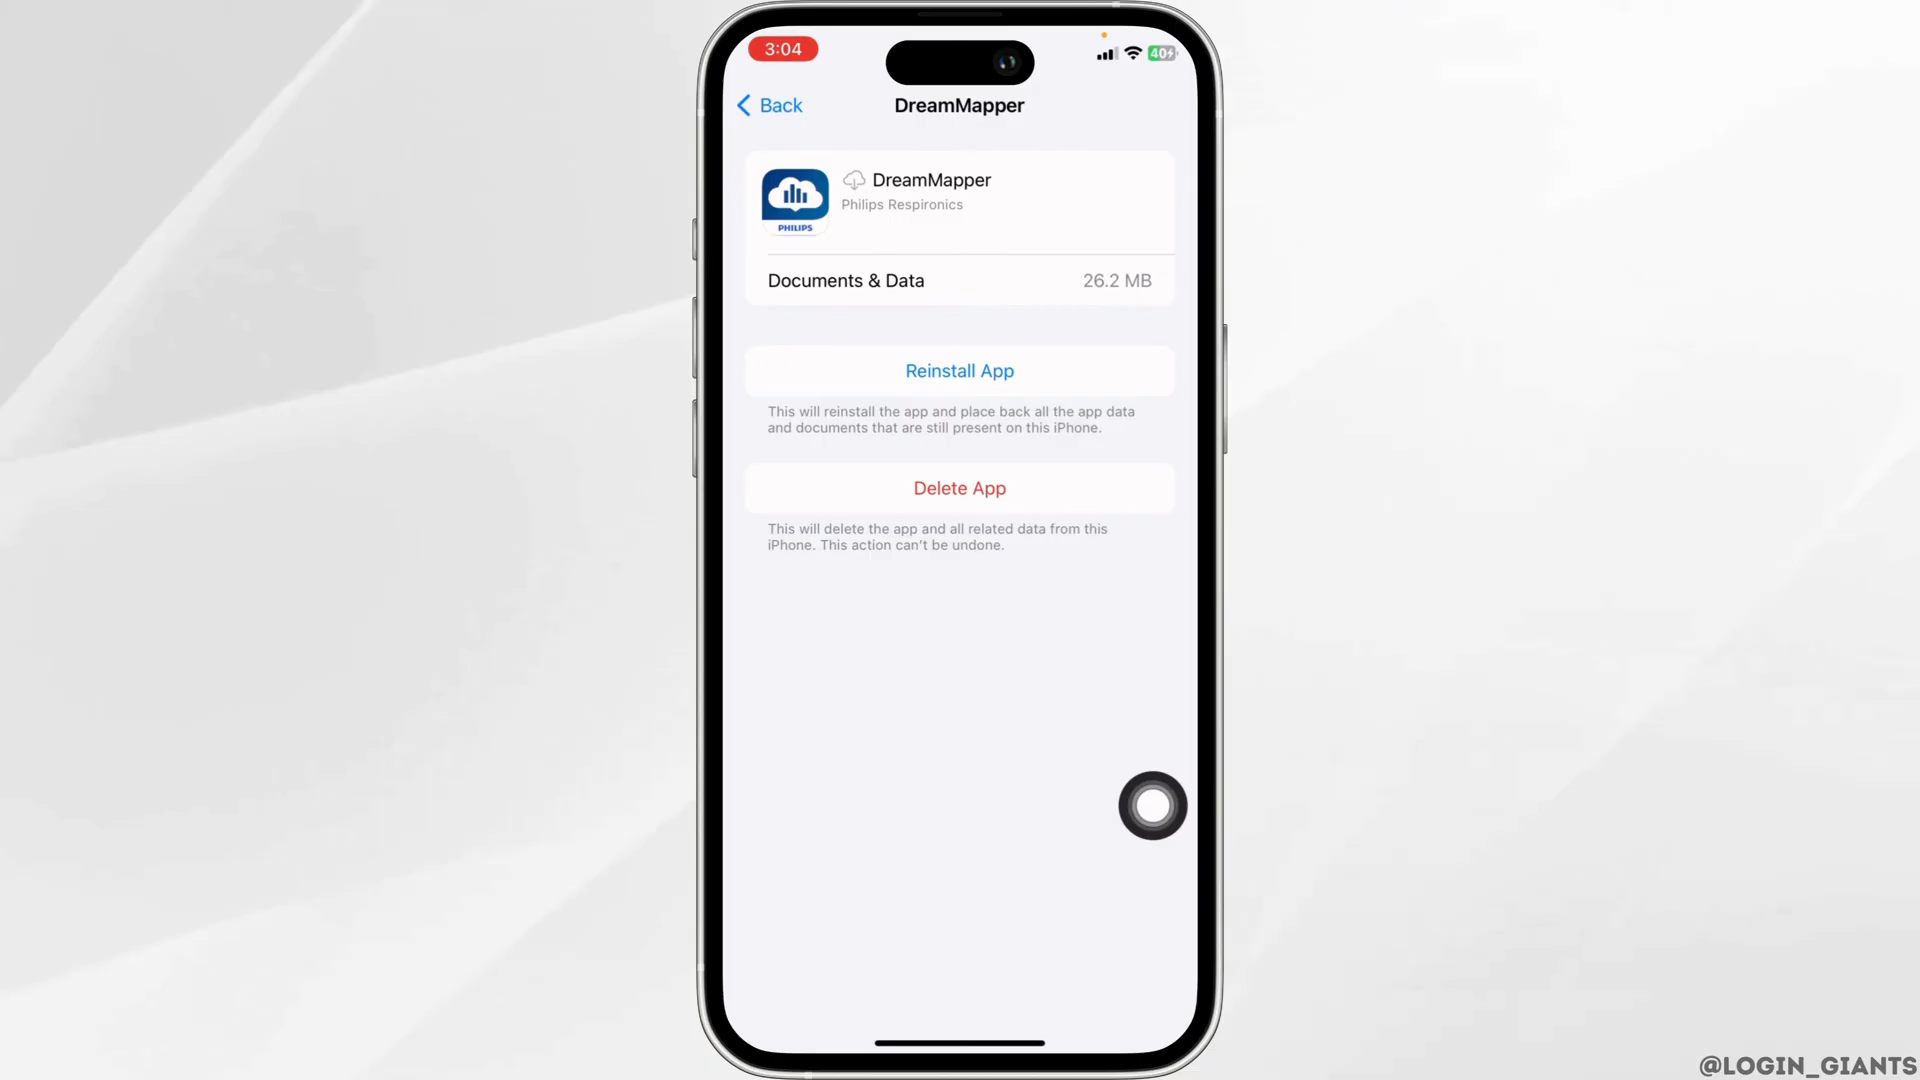 3:04
40
Back
DreamMapper
DreamMapper
Philips Respironics
PHILIPS
Documents & Data
26.2 MB
Reinstall App
This will reinstall the app and place back all the app data
and documents that are still present on this iPhone.
Delete App
This will delete the app and all related data from this
iPhone. This action can't be undone.
@LOGIN_GIANTS